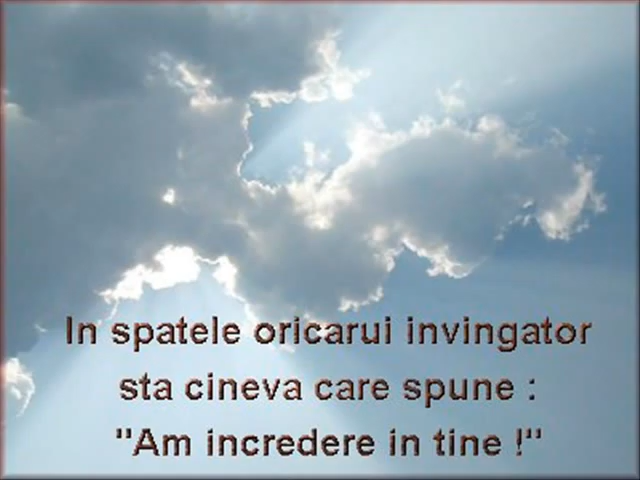 In spatele oricarui invingator
sta cineva care spune :
"Am incredere in tine !"